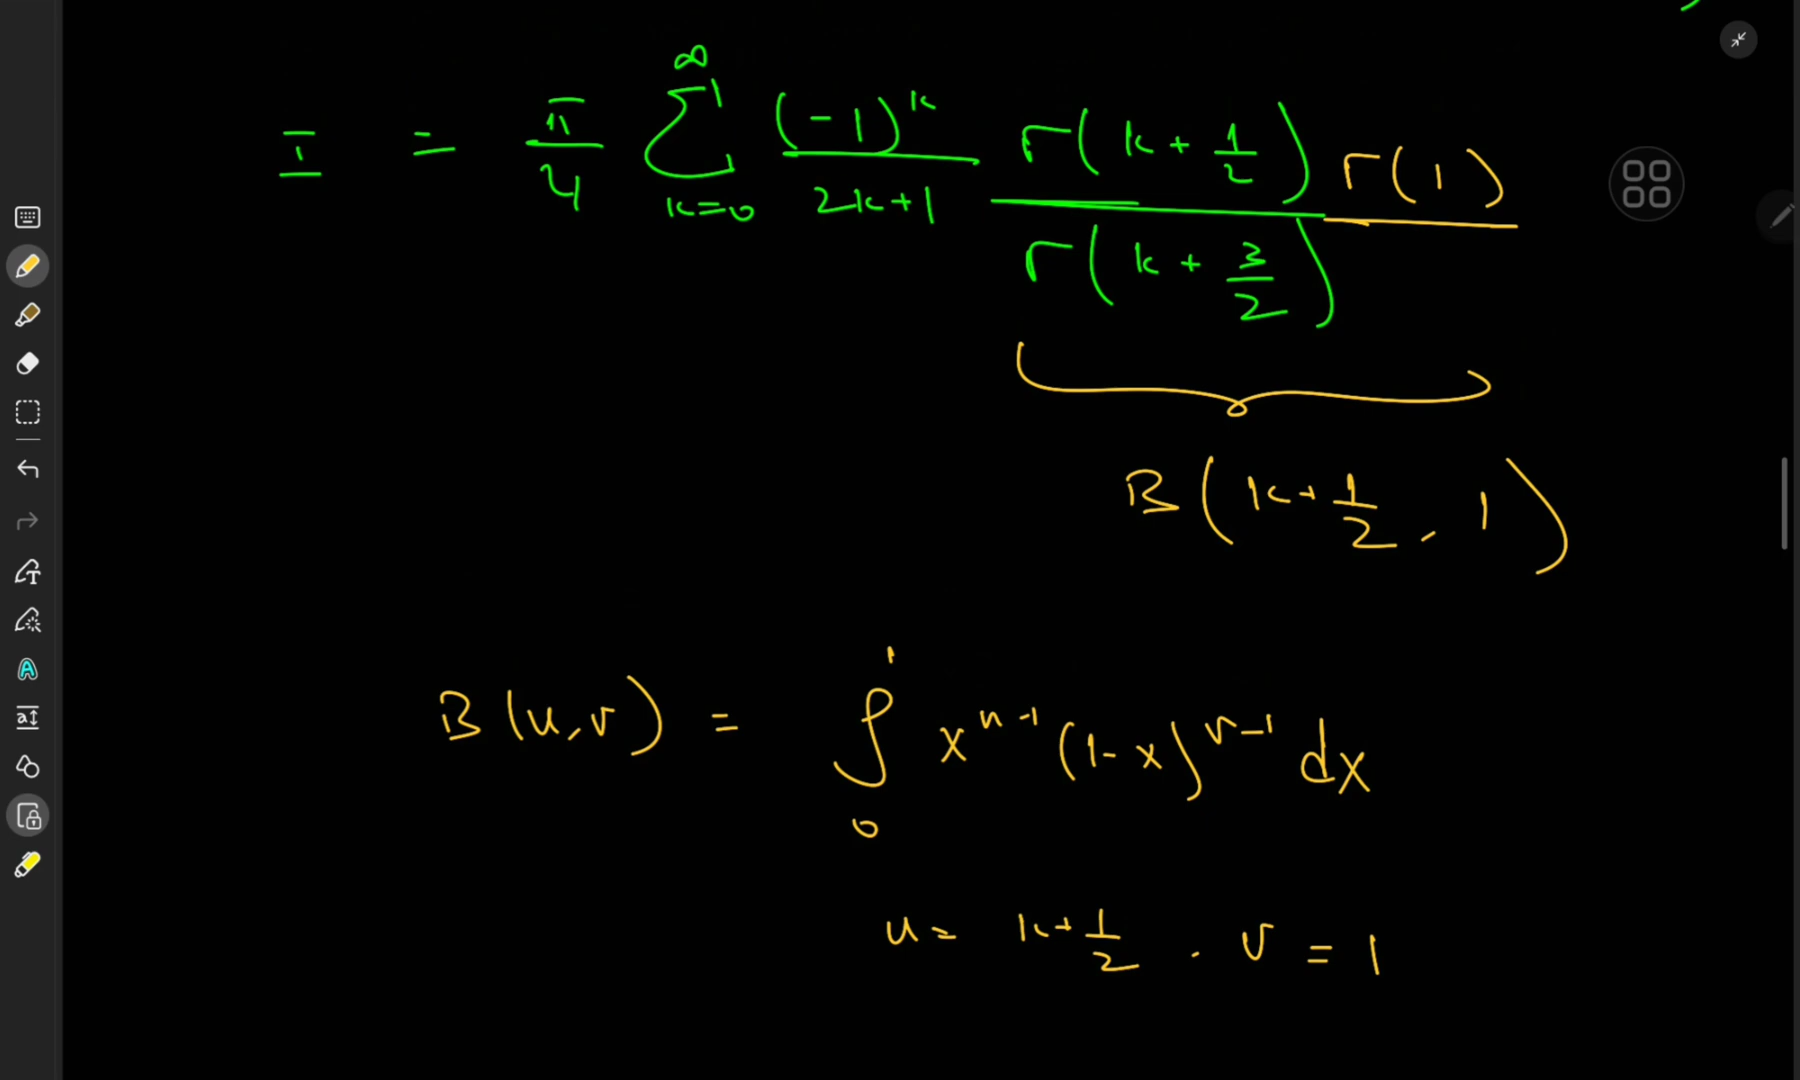 I = π/4 ∑_{k=0}^{∞} (-1)^k/(2k+1) Γ(k + 1/2) Γ(1) / Γ(k + 3/2)
B(k + 1/2, 1)
B(u, v) = ∫_0^1 x^{u-1} (1-x)^{v-1} dx
u = k + 1/2, v = 1